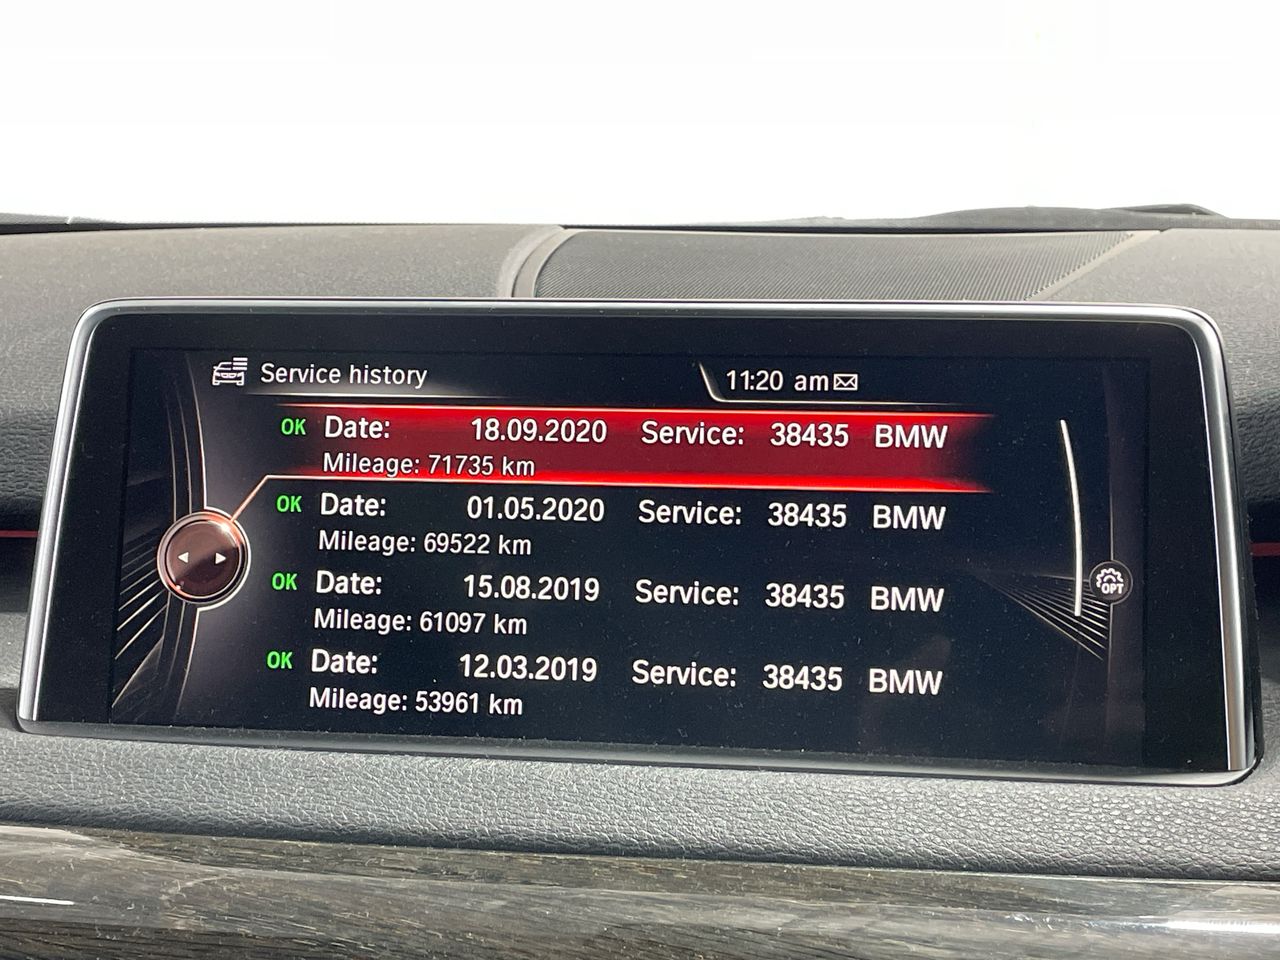 Service history
11:20 am
OK Date: 18.09.2020 Service: 38435 BMW
Mileage: 71735 km
OK Date: 01.05.2020 Service: 38435 BMW
Mileage: 69522 km
OK Date: 15.08.2019 Service: 38435 BMW
Mileage: 61097 km
OPT
OK Date: 12.03.2019 Service: 38435 BMW
Mileage: 53961 km